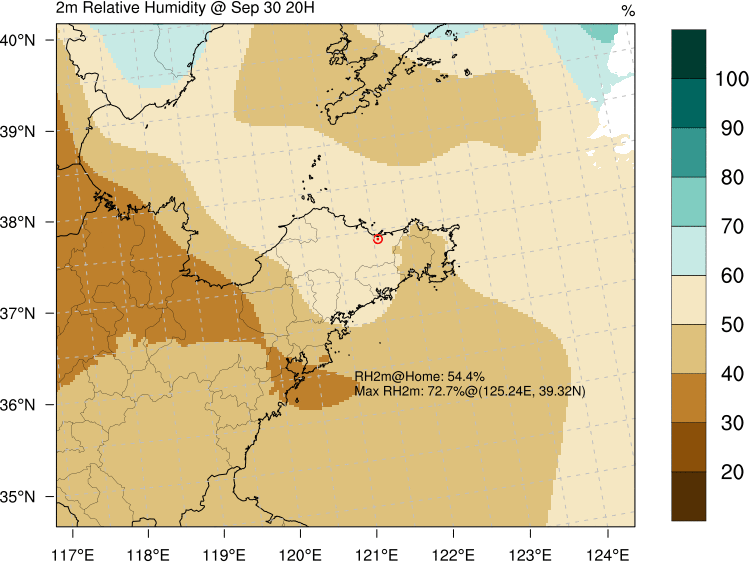 2m Relative Humidity @ Sep 30 20H
%
40°N
39°N
38°N
37°N
36°N
35°N
117°E
118°E
119°E
120°E
121°E
122°E
123°E
124°E
RH2m@Home: 54.4%
Max RH2m: 72.7%@(125.24E, 39.32N)
100
90
80
70
60
50
40
30
20